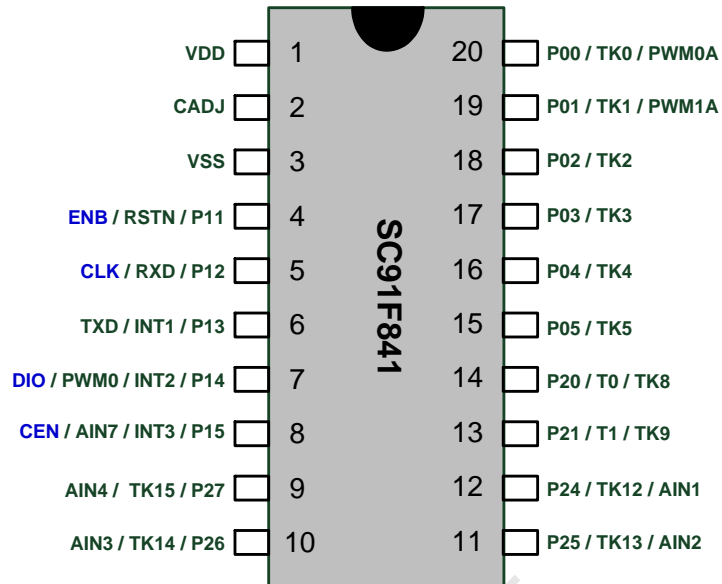 VDD 1 20 P00 / TK0 / PWM0A
CADJ 2 19 P01 / TK1 / PWM1A
VSS 3 18 P02 / TK2
ENB / RSTN / P11 4 17 P03 / TK3
CLK / RXD / P12 5 16 P04 / TK4
TXD / INT1 / P13 6 15 P05 / TK5
DIO / PWM0 / INT2 / P14 7 14 P20 / T0 / TK8
CEN / AIN7 / INT3 / P15 8 13 P21 / T1 / TK9
AIN4 / TK15 / P27 9 12 P24 / TK12 / AIN1
AIN3 / TK14 / P26 10 11 P25 / TK13 / AIN2
SC91F841